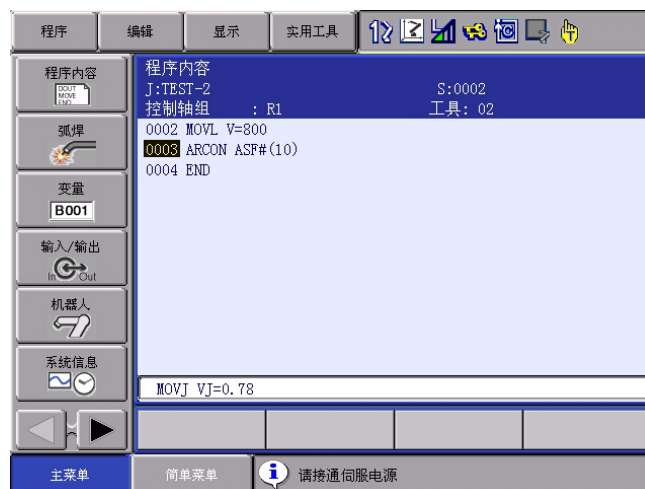 程序 编辑 显示 实用工具
程序内容
DOUT
MOVE
END
弧焊
变量
B001
输入/输出
In Out
机器人
系统信息
程序内容
J:TEST-2 S:0002
控制轴组 : R1 工具: 02
0002 MOVL V=800
0003 ARCON ASF#(10)
0004 END
MOVJ VJ=0.78
主菜单 简单菜单 请接通伺服电源